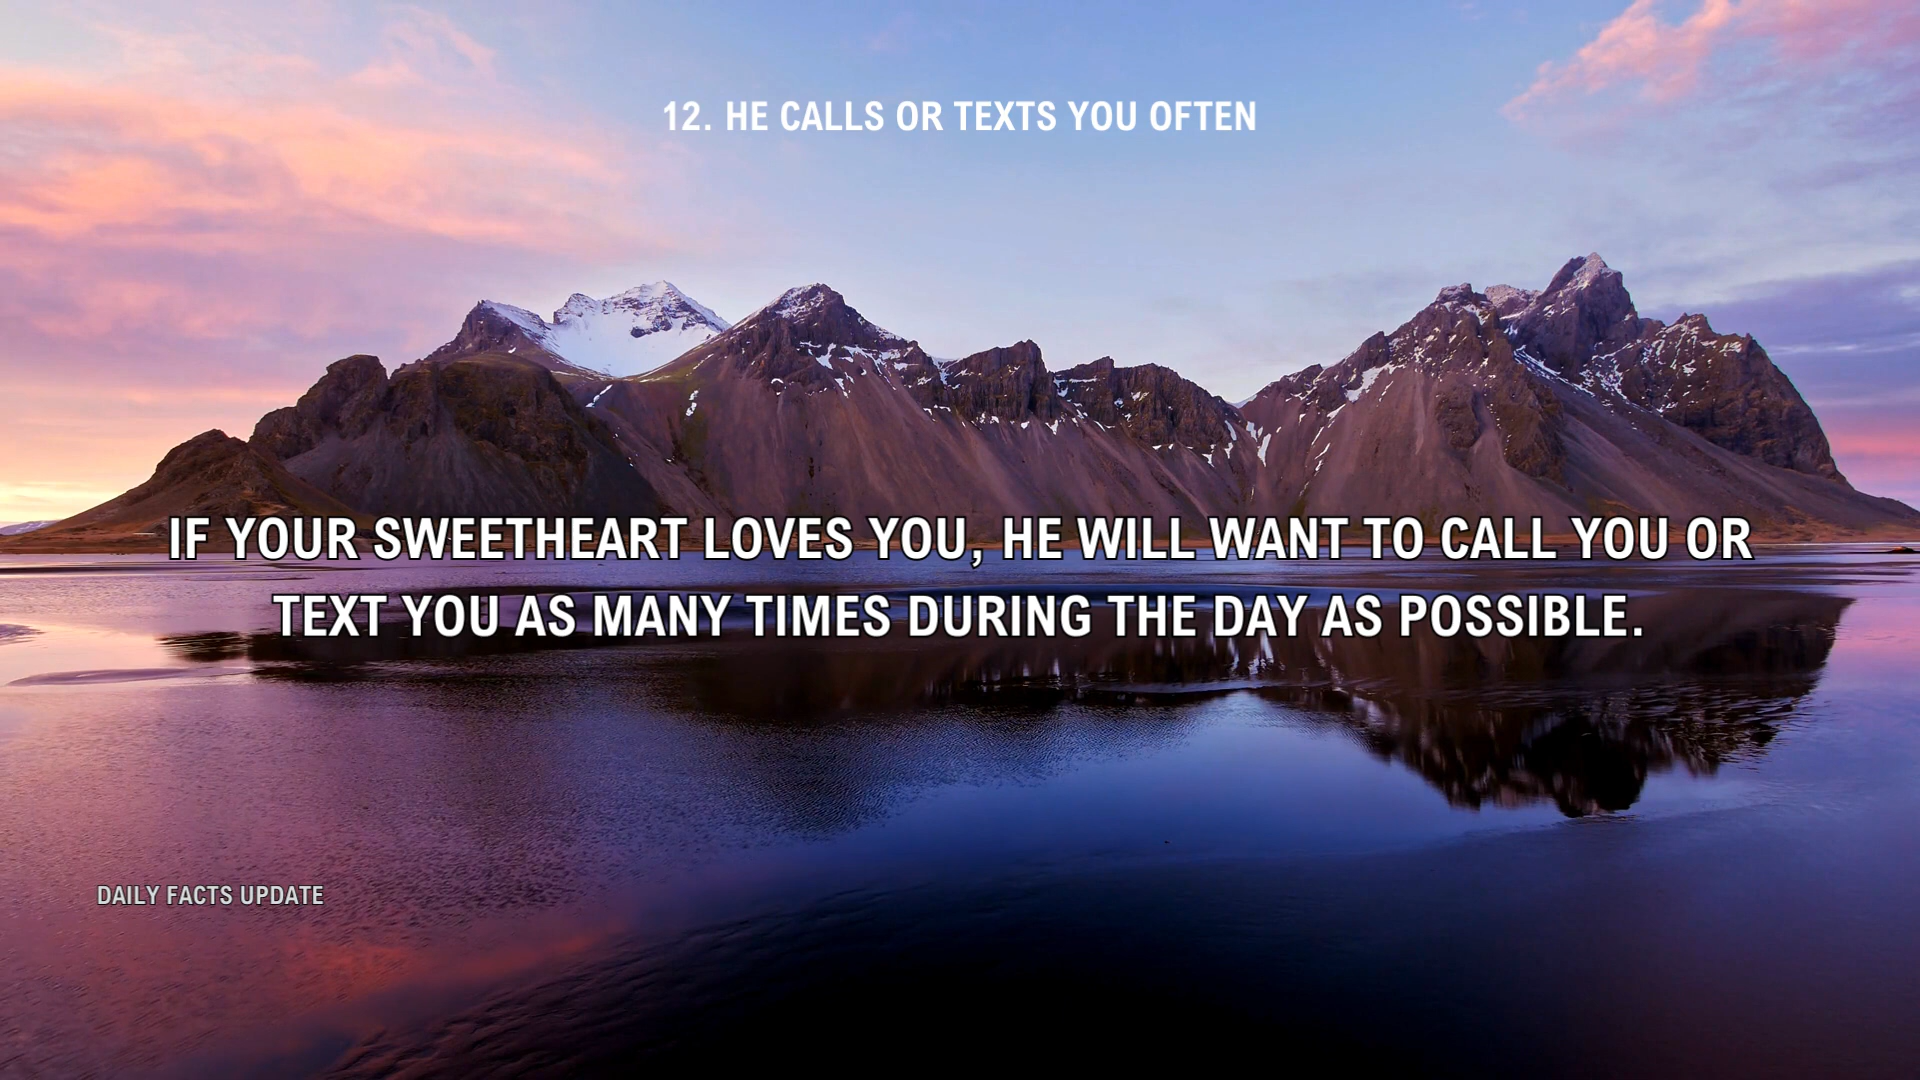 12. HE CALLS OR TEXTS YOU OFTEN
IF YOUR SWEETHEART LOVES YOU, HE WILL WANT TO CALL YOU OR
TEXT YOU AS MANY TIMES DURING THE DAY AS POSSIBLE.
DAILY FACTS UPDATE